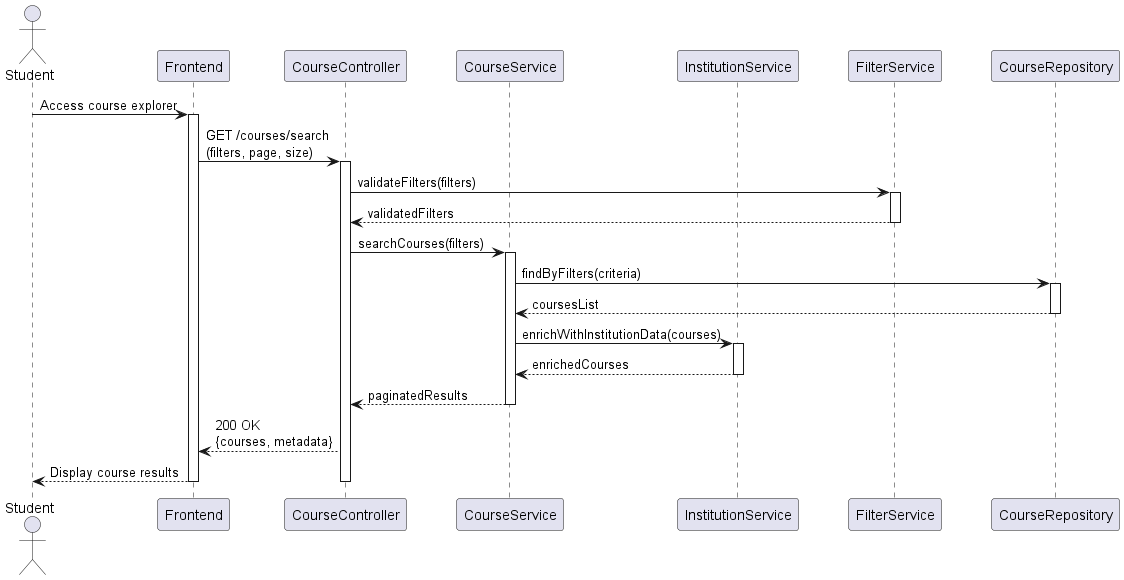 Student
Frontend
CourseController
CourseService
InstitutionService
FilterService
CourseRepository
Access course explorer
GET /courses/search
(filters, page, size)
validateFilters(filters)
validatedFilters
searchCourses(filters)
findByFilters(criteria)
coursesList
enrichWithInstitutionData(courses)
enrichedCourses
paginatedResults
200 OK
{courses, metadata}
Display course results
Student
Frontend
CourseController
CourseService
InstitutionService
FilterService
CourseRepository